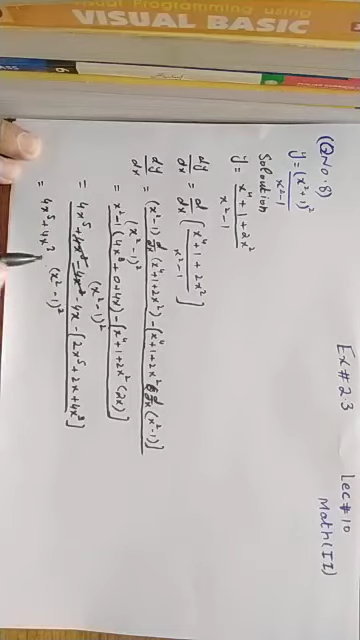 Visual Programming using
VISUAL BASIC
6
Ex # 2.3
Lec # 10
Math (II)
(QNo. 8)
y = (x²+1)² / x²-1
Solution
y = x⁴+1+2x² / x²-1
dy/dx = d/dx [x⁴+1+2x² / x²-1]
dy/dx = (x²-1) d/dx (x⁴+1+2x²) - [x⁴+1+2x² d/dx (x²-1)] / (x²-1)²
= x²-1 (4x³+0+4x) - [x⁴+1+2x² (2x)] / (x²-1)²
= 4x⁵ + 4x³ - 4x³ - 4x - [2x⁵+2x+4x³] / (x²-1)²
= 4x⁵+4x³